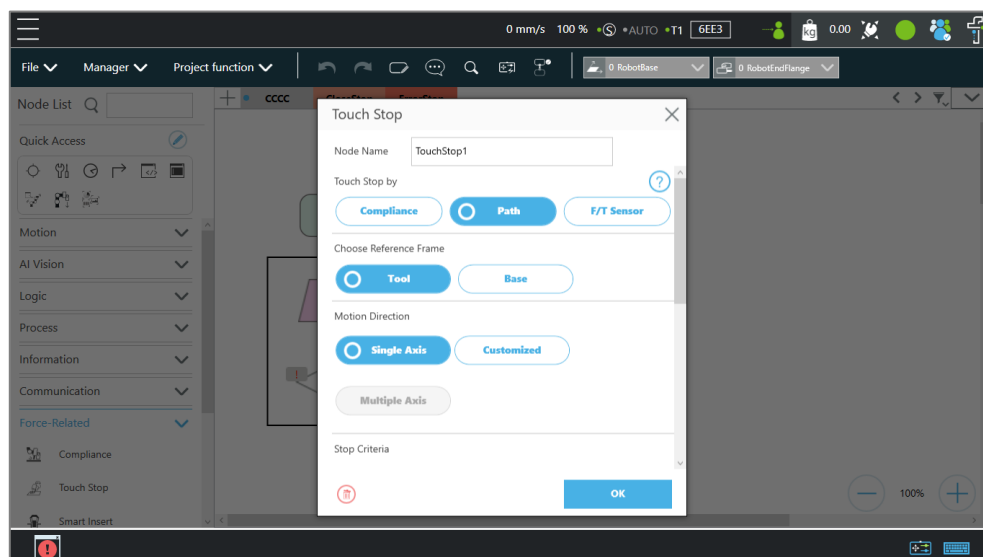 0 mm/s 100 % S AUTO T1 6EE3 kg 0.00
File Manager Project function 0 RobotBase 0 RobotEndFlange
Node List
cccc
Touch Stop
Quick Access
Node Name TouchStop1
Touch Stop by ?
Compliance Path F/T Sensor
Motion
Choose Reference Frame
AI Vision
Tool Base
Logic
Motion Direction
Process
Single Axis Customized
Information
Communication
Multiple Axis
Force-Related
Stop Criteria
Compliance
Touch Stop
OK
100%
Smart Insert